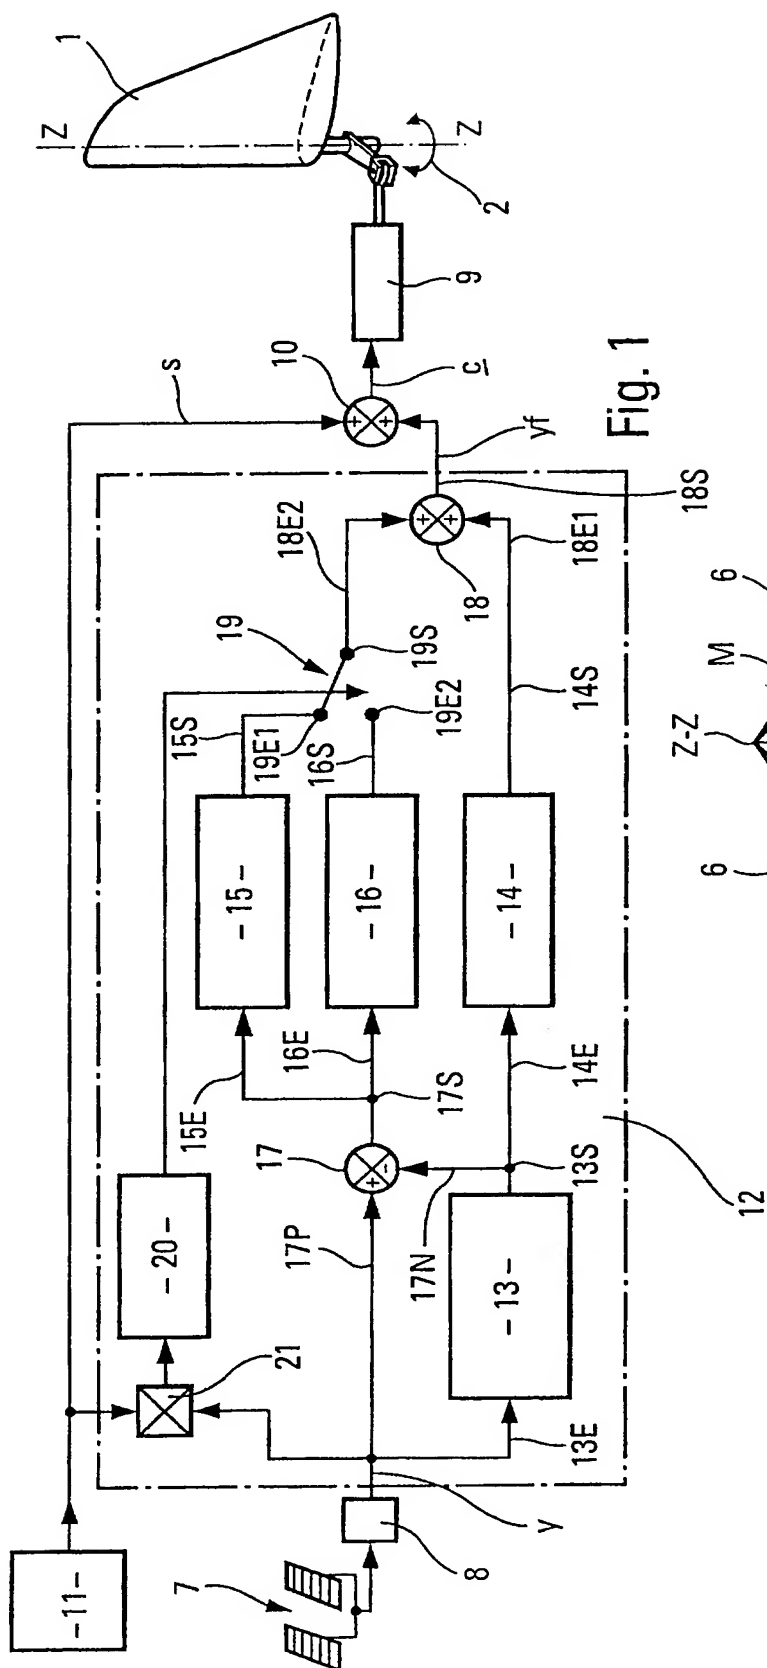 1
Z
Z
2
9
s
10
c
yf
18S
18E2
18
18E1
19
19S
15S
19E1
16S
19E2
14S
- 15 -
- 16 -
- 14 -
15E
16E
17S
14E
17
17P
17N
13S
- 20 -
- 13 -
21
13E
12
- 11 -
7
8
y
Fig. 1
6
M
Z-Z
6